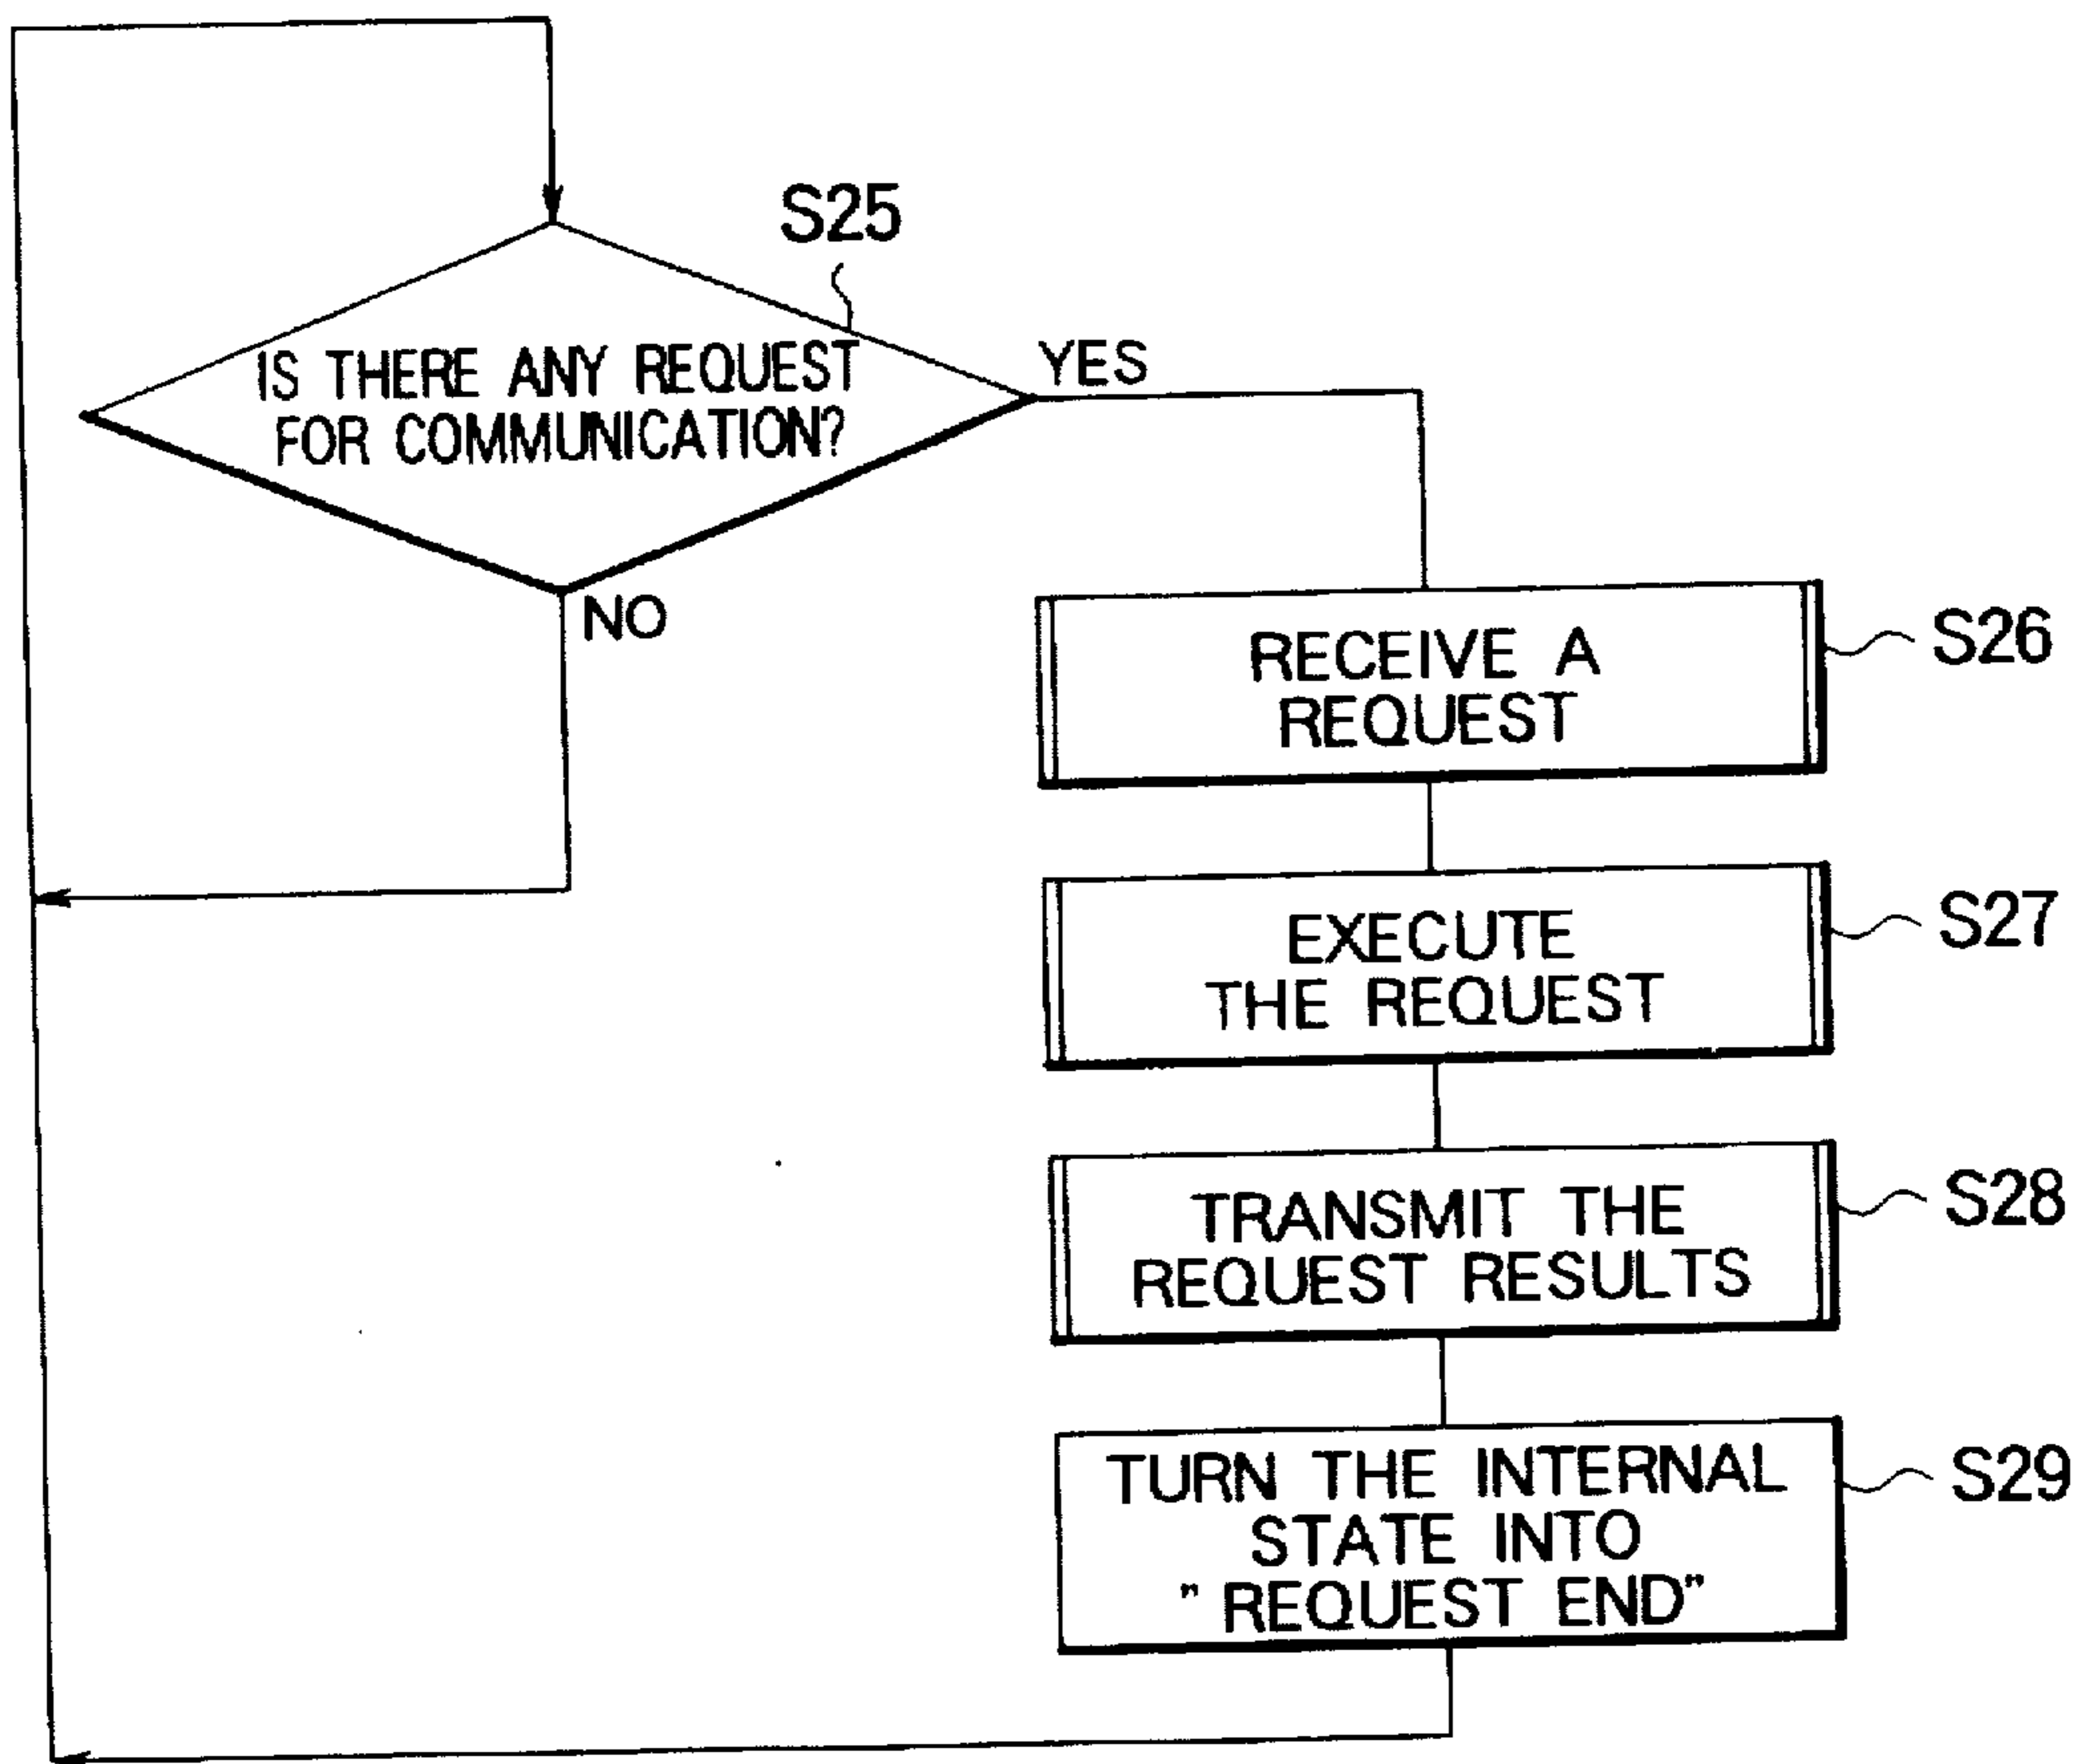 S25
IS THERE ANY REQUEST
FOR COMMUNICATION?
YES
NO
RECEIVE A
REQUEST
S26
EXECUTE
THE REQUEST
S27
TRANSMIT THE
REQUEST RESULTS
S28
TURN THE INTERNAL
STATE INTO
" REQUEST END"
S29